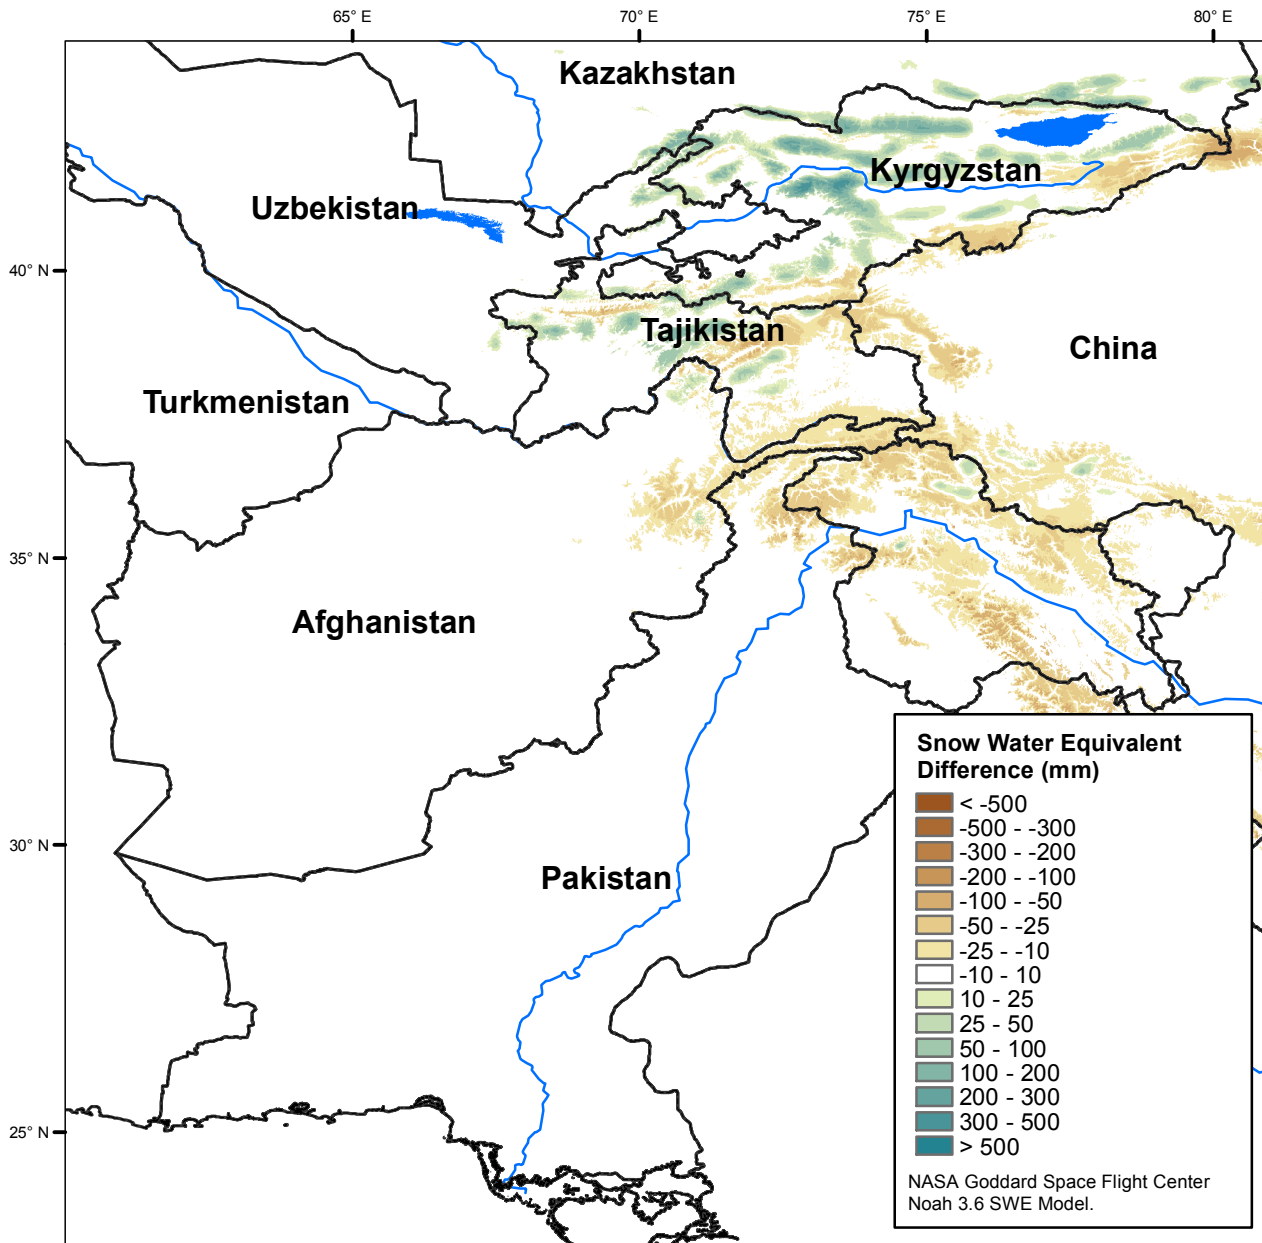 65° E
70° E
75° E
80° E
Kazakhstan
Kyrgyzstan
Uzbekistan
40° N
Tajikistan
China
Turkmenistan
35° N
Afghanistan
30° N
Pakistan
25° N
Snow Water Equivalent
Difference (mm)
< -500
-500 - -300
-300 - -200
-200 - -100
-100 - -50
-50 - -25
-25 - -10
-10 - 10
10 - 25
25 - 50
50 - 100
100 - 200
200 - 300
300 - 500
> 500
NASA Goddard Space Flight Center
Noah 3.6 SWE Model.